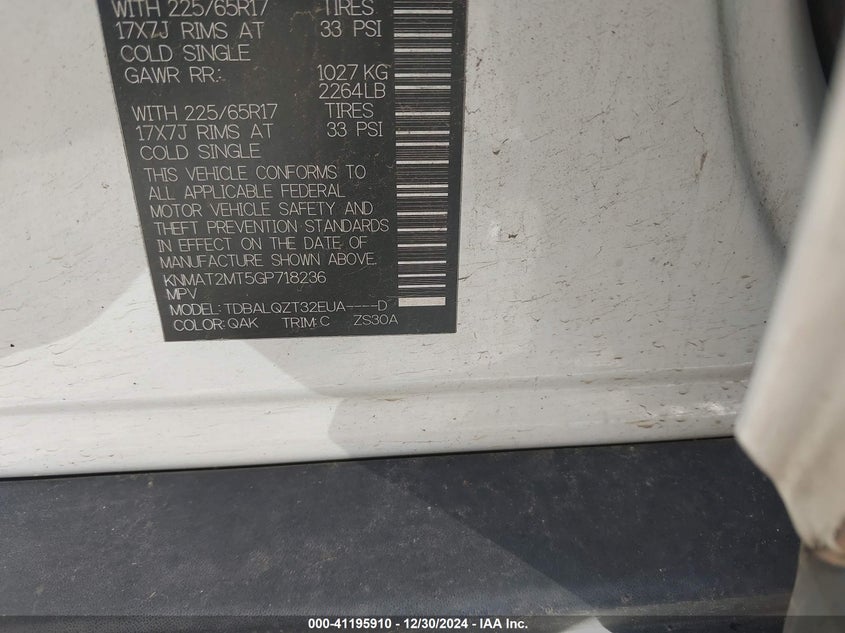 WITH 225/65R17 TIRES
17X7J RIMS AT 33 PSI
COLD SINGLE
GAWR RR.: 1027 KG
2264LB
WITH 225/65R17 TIRES
17X7J RIMS AT 33 PSI
COLD SINGLE
THIS VEHICLE CONFORMS TO
ALL APPLICABLE FEDERAL
MOTOR VEHICLE SAFETY AND
THEFT PREVENTION STANDARDS
IN EFFECT ON THE DATE OF
MANUFACTURE SHOWN ABOVE.
KNMAT2MT5GP718236
MPV
MODEL: TDBALQZT32EUA----D
COLOR: QAK TRIM: C ZS30A
000-41195910 - 12/30/2024 - IAA Inc.